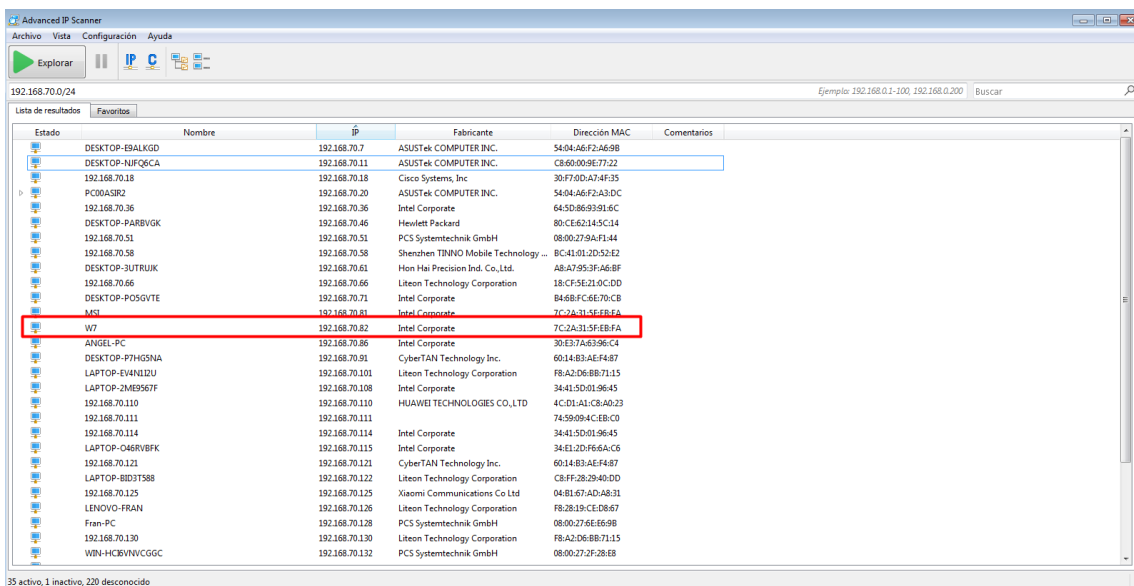 Advanced IP Scanner
Archivo Vista Configuración Ayuda
Explorar IP C
192.168.70.0/24 Ejemplo: 192.168.0.1-100, 192.168.0.200 Buscar
Lista de resultados Favoritos
Estado Nombre IP Fabricante Dirección MAC Comentarios
DESKTOP-E9ALKGD 192.168.70.7 ASUSTek COMPUTER INC. 54:04:A6:F2:A6:9B
DESKTOP-NJFQ6CA 192.168.70.11 ASUSTek COMPUTER INC. C8:60:00:9E:77:22
192.168.70.18 192.168.70.18 Cisco Systems, Inc 30:F7:0D:A7:4F:35
PC00ASIR2 192.168.70.20 ASUSTek COMPUTER INC. 54:04:A6:F2:A3:DC
192.168.70.36 192.168.70.36 Intel Corporate 64:5D:86:93:91:6C
DESKTOP-PARBVGK 192.168.70.46 Hewlett Packard 80:CE:62:14:5C:14
192.168.70.51 192.168.70.51 PCS Systemtechnik GmbH 08:00:27:9A:F1:44
192.168.70.58 192.168.70.58 Shenzhen TINNO Mobile Technology ... BC:41:01:2D:52:E2
DESKTOP-3UTRUJK 192.168.70.61 Hon Hai Precision Ind. Co.,Ltd. A8:A7:95:3F:A6:BF
192.168.70.66 192.168.70.66 Liteon Technology Corporation 18:CF:5E:21:0C:DD
DESKTOP-PO5GVTE 192.168.70.71 Intel Corporate B4:6B:FC:6E:70:CB
MSI 192.168.70.81 Intel Corporate 7C:2A:31:5F:EB:FA
W7 192.168.70.82 Intel Corporate 7C:2A:31:5F:EB:FA
ANGEL-PC 192.168.70.86 Intel Corporate 30:E3:7A:63:96:C4
DESKTOP-P7HG5NA 192.168.70.91 CyberTAN Technology Inc. 60:14:B3:AE:F4:87
LAPTOP-EV4N1I2U 192.168.70.101 Liteon Technology Corporation F8:A2:D6:BB:71:15
LAPTOP-2ME9567F 192.168.70.108 Intel Corporate 34:41:5D:01:96:45
192.168.70.110 192.168.70.110 HUAWEI TECHNOLOGIES CO.,LTD 4C:D1:A1:C8:A0:23
192.168.70.111 192.168.70.111 74:59:09:4C:EB:C0
192.168.70.114 192.168.70.114 Intel Corporate 34:41:5D:01:96:45
LAPTOP-O46RVBFK 192.168.70.115 Intel Corporate 34:E1:2D:F6:6A:C6
192.168.70.121 192.168.70.121 CyberTAN Technology Inc. 60:14:B3:AE:F4:87
LAPTOP-BID3T588 192.168.70.122 Liteon Technology Corporation C8:FF:28:29:40:DD
192.168.70.125 192.168.70.125 Xiaomi Communications Co Ltd 04:B1:67:AD:A8:31
LENOVO-FRAN 192.168.70.126 Liteon Technology Corporation F8:28:19:CE:D8:67
Fran-PC 192.168.70.128 PCS Systemtechnik GmbH 08:00:27:6E:E6:9B
192.168.70.130 192.168.70.130 Liteon Technology Corporation F8:A2:D6:BB:71:15
WIN-HCI6VNVCGGC 192.168.70.132 PCS Systemtechnik GmbH 08:00:27:2F:28:E8
35 activo, 1 inactivo, 220 desconocido